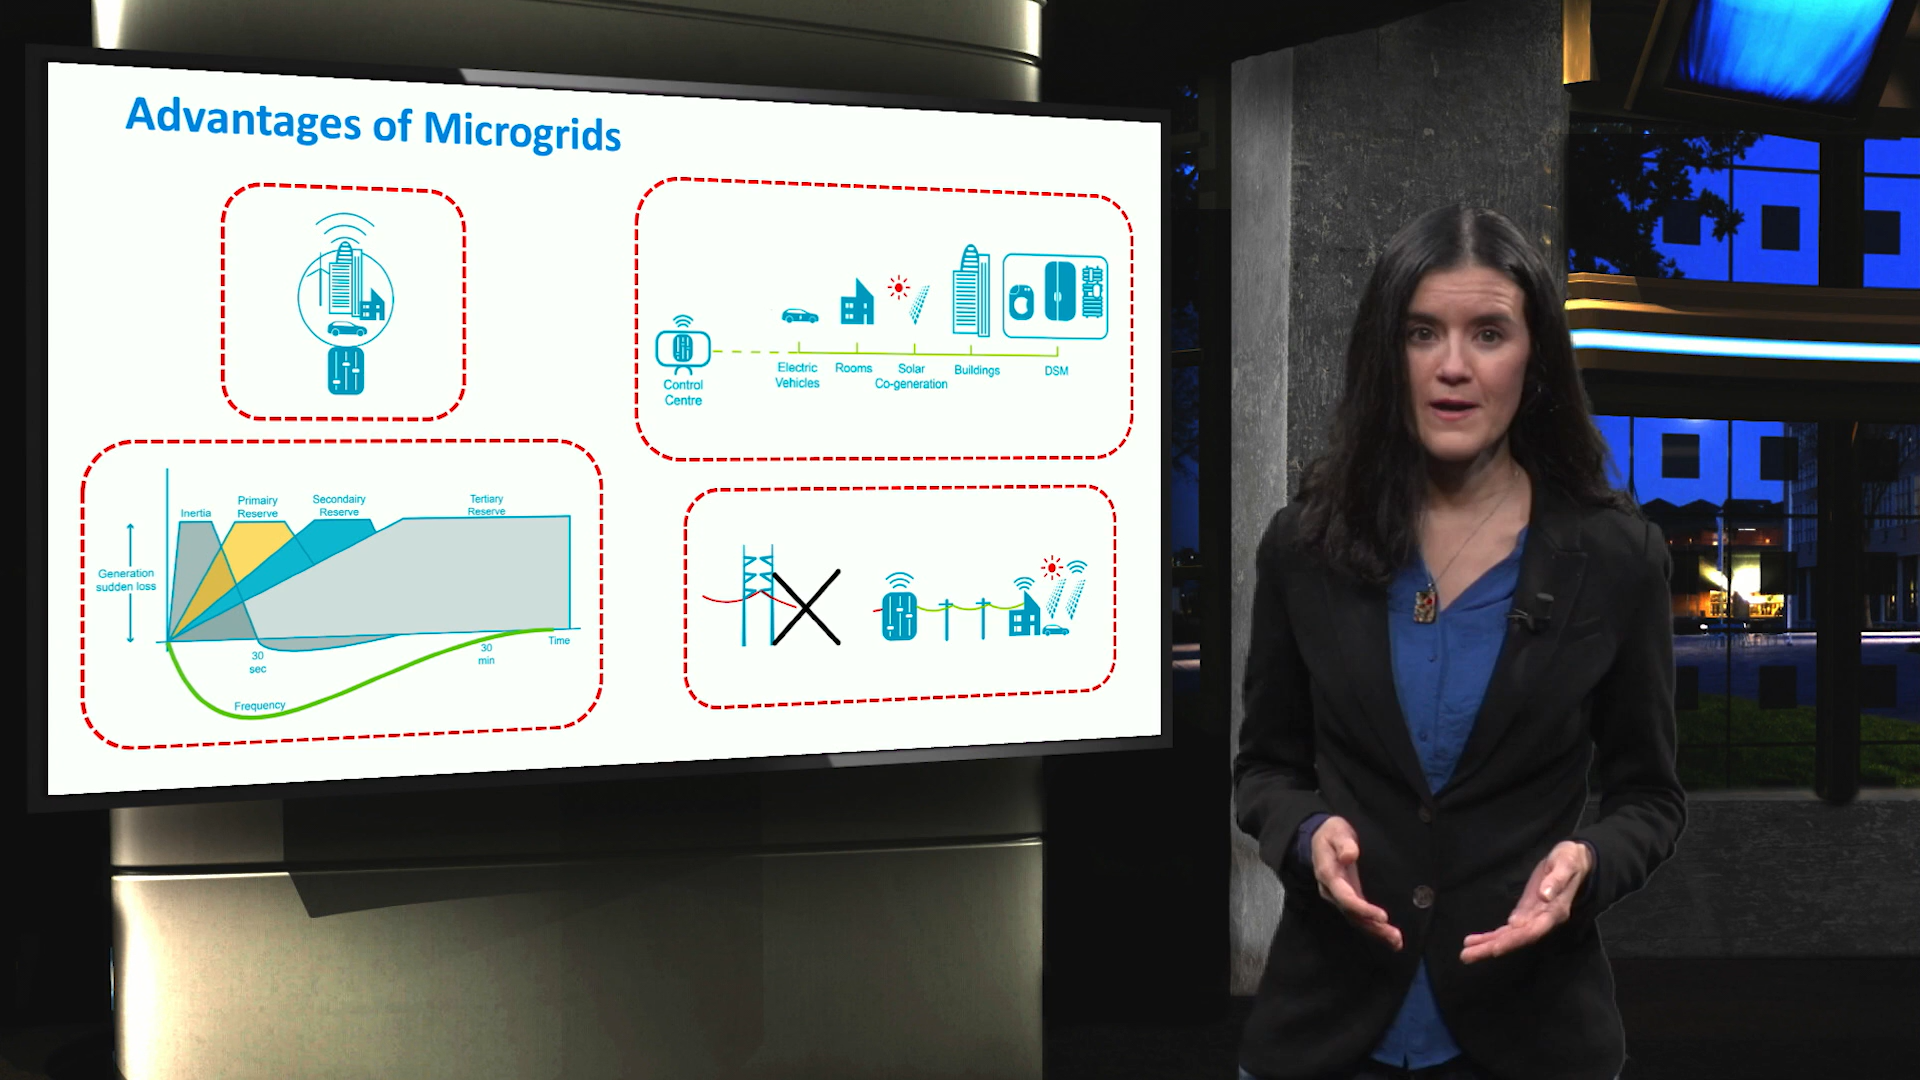 Advantages of Microgrids
Control
Centre
Electric
Vehicles
Rooms
Solar
Co-generation
Buildings
DSM
Inertia
Primairy
Reserve
Secondairy
Reserve
Tertiary
Reserve
Generation
sudden loss
30
sec
30
min
Time
Frequency